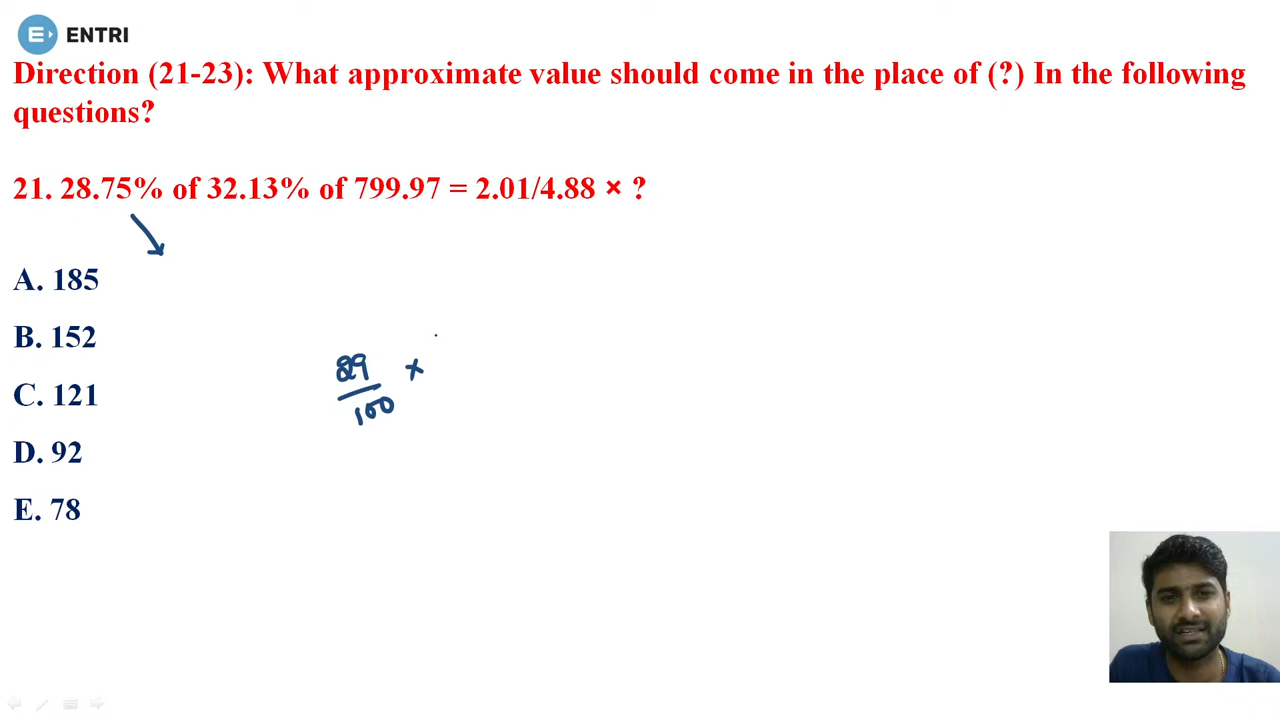 ENTRI
Direction (21-23): What approximate value should come in the place of (?) In the following
questions?
21. 28.75% of 32.13% of 799.97 = 2.01/4.88 × ?
A. 185
B. 152
C. 121
D. 92
E. 78
29
×
100